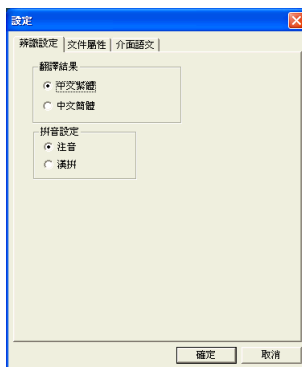 設定
辨識設定 文件屬性 介面語文
翻譯結果
中文繁體
中文簡體
拼音設定
注音
漢拼
確定 取消